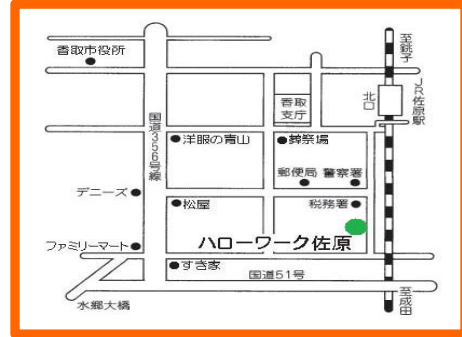 香取市役所
至銚子
JR佐原駅
北口
香取
支庁
国道356号線
洋服の青山
葬祭場
郵便局 警察署
デニーズ
松屋
税務署
ハローワーク佐原
ファミリーマート
すき家
国道51号
水郷大橋
至成田